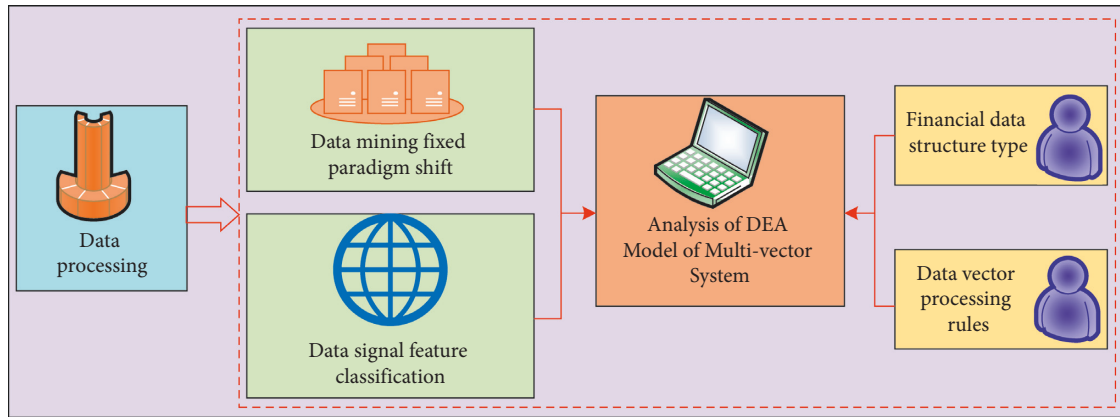 Data
processing
Data mining fixed
paradigm shift
Data signal feature
classification
Analysis of DEA
Model of Multi-vector
System
Financial data
structure type
Data vector
processing
rules